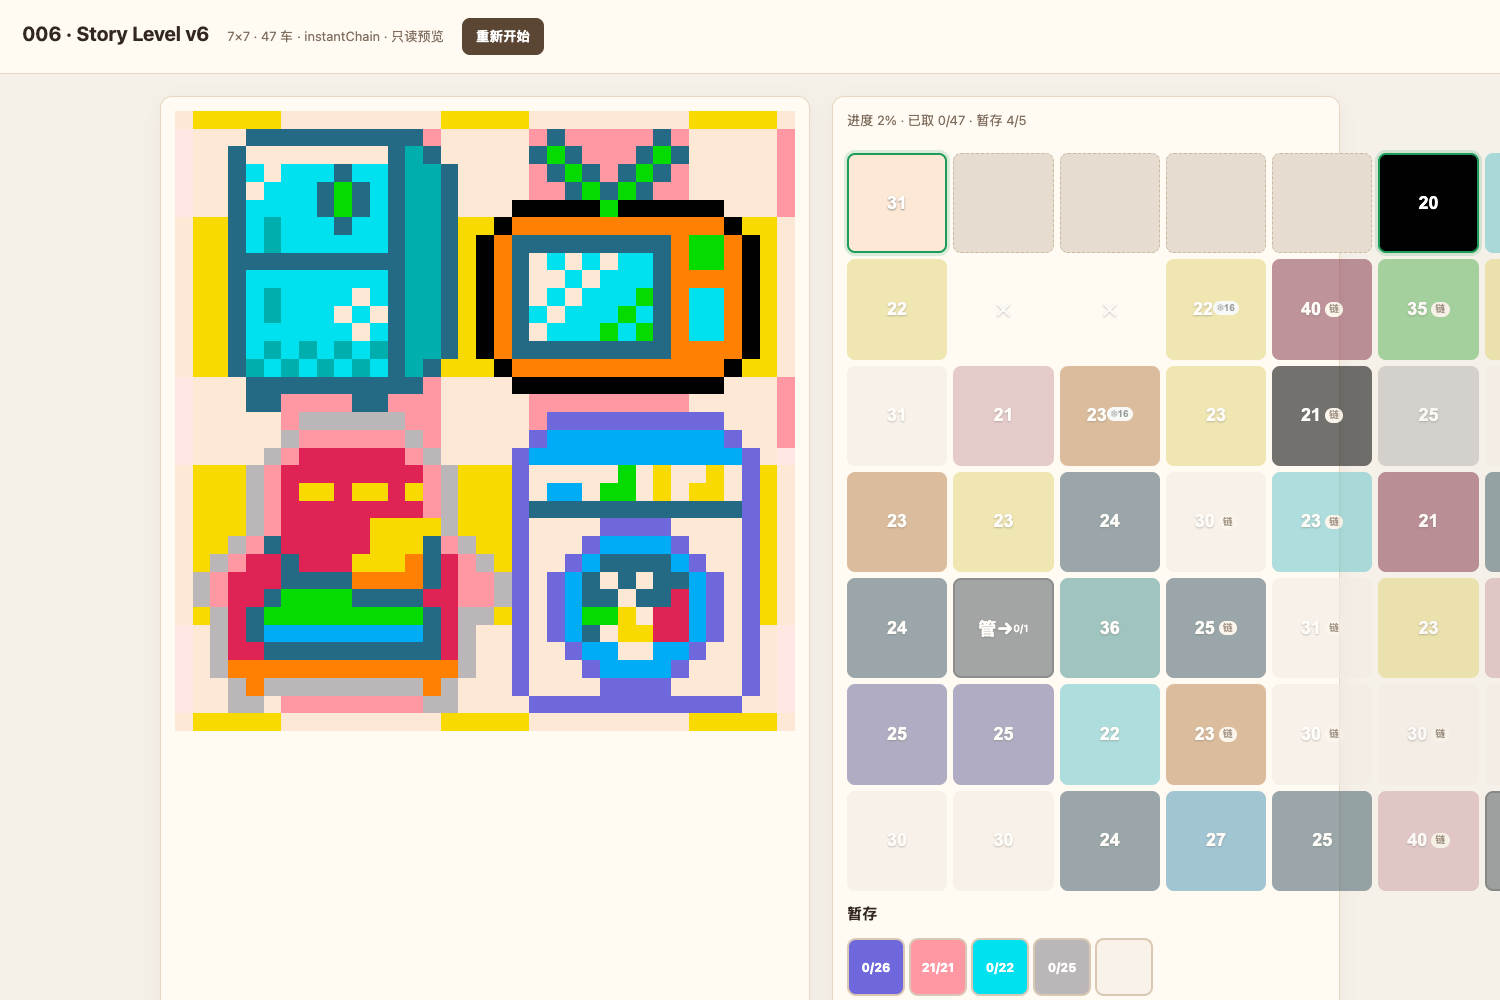 006 · Story Level v6 7×7 · 47 车 · instantChain · 只读预览 重新开始
进度 2% · 已取 0/47 · 暂存 4/5
31 20
22 × × 22 ❄16 40 链 35 链
31 21 23 ❄16 23 21 链 25
23 23 24 30 链 23 链 21
24 管→0/1 36 25 链 31 链 23
25 25 22 23 链 30 链 30 链
30 30 24 27 25 40 链
暂存
0/26 21/21 0/22 0/25